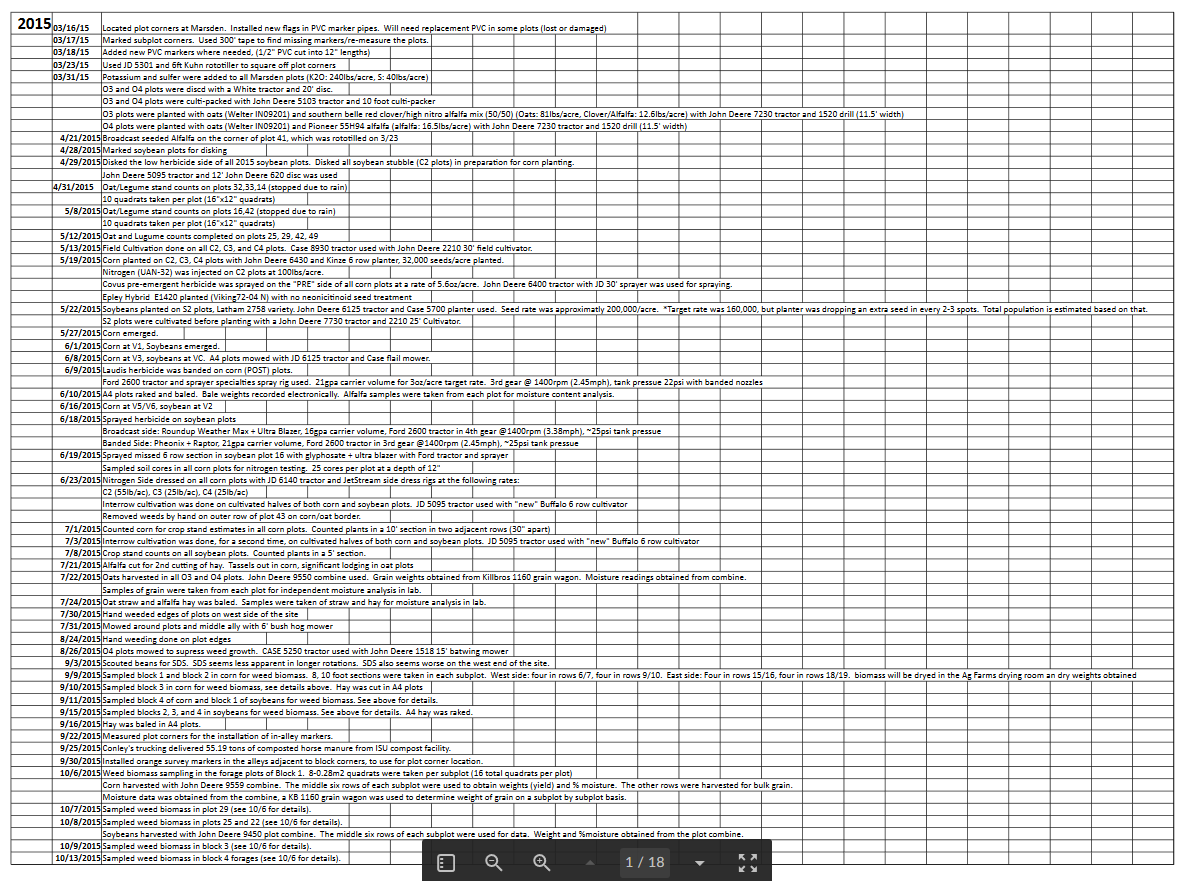 2015
03/16/15 Located plot corners at Marsden. Installed new flags in PVC marker pipes. Will need replacement PVC in some plots (lost or damaged)
03/17/15 Marked subplot corners. Used 300' tape to find missing markers/re-measure the plots.
03/18/15 Added new PVC markers where needed, (1/2" PVC cut into 12" lengths)
03/23/15 Used JD 5301 and 6ft Kuhn rototiller to square off plot corners
03/31/15 Potassium and sulfer were added to all Marsden plots (K2O: 240lbs/acre, S: 40lbs/acre)
O3 and O4 plots were discd with a White tractor and 20' disc.
O3 and O4 plots were culti-packed with John Deere 5103 tractor and 10 foot culti-packer
O3 plots were planted with oats (Welter IN09201) and southern belle red clover/high nitro alfalfa mix (50/50) (Oats: 81lbs/acre, Clover/Alfalfa: 12.6lbs/acre) with John Deere 7230 tractor and 1520 drill (11.5' width)
O4 plots were planted with oats (Welter IN09201) and Pioneer 55H94 alfalfa (alfalfa: 16.5lbs/acre) with John Deere 7230 tractor and 1520 drill (11.5' width)
4/21/2015 Broadcast seeded Alfalfa on the corner of plot 41, which was rototilled on 3/23
4/28/2015 Marked soybean plots for disking
4/29/2015 Disked the low herbicide side of all 2015 soybean plots. Disked all soybean stubble (C2 plots) in preparation for corn planting.
John Deere 5095 tractor and 12' John Deere 620 disc was used
4/31/2015 Oat/Legume stand counts on plots 32,33,14 (stopped due to rain)
10 quadrats taken per plot (16"x12" quadrats)
5/8/2015 Oat/Legume stand counts on plots 16,42 (stopped due to rain)
10 quadrats taken per plot (16"x12" quadrats)
5/12/2015 Oat and Lugume counts completed on plots 25, 29, 42, 49
5/13/2015 Field Cultivation done on all C2, C3, and C4 plots. Case 8930 tractor used with John Deere 2210 30' field cultivator.
5/19/2015 Corn planted on C2, C3, C4 plots with John Deere 6430 and Kinze 6 row planter, 32,000 seeds/acre planted.
Nitrogen (UAN-32) was injected on C2 plots at 100lbs/acre.
Covus pre-emergent herbicide was sprayed on the "PRE" side of all corn plots at a rate of 5.6oz/acre. John Deere 6400 tractor with JD 30' sprayer was used for spraying.
Epley Hybrid E1420 planted (Viking72-04 N) with no neonicitinoid seed treatment
5/22/2015 Soybeans planted on S2 plots, Latham 2758 variety. John Deere 6125 tractor and Case 5700 planter used. Seed rate was approximatly 200,000/acre. *Target rate was 160,000, but planter was dropping an extra seed in every 2-3 spots. Total population is estimated based on that.
S2 plots were cultivated before planting with a John Deere 7730 tractor and 2210 25' Cultivator.
5/27/2015 Corn emerged.
6/1/2015 Corn at V1, Soybeans emerged.
6/8/2015 Corn at V3, soybeans at VC. A4 plots mowed with JD 6125 tractor and Case flail mower.
6/9/2015 Laudis herbicide was banded on corn (POST) plots.
Ford 2600 tractor and sprayer specialties spray rig used. 21gpa carrier volume for 3oz/acre target rate. 3rd gear @ 1400rpm (2.45mph), tank pressue 22psi with banded nozzles
6/10/2015 A4 plots raked and baled. Bale weights recorded electronically. Alfalfa samples were taken from each plot for moisture content analysis.
6/16/2015 Corn at V5/V6, soybean at V2
6/18/2015 Sprayed herbicide on soybean plots
Broadcast side: Roundup Weather Max + Ultra Blazer, 16gpa carrier volume, Ford 2600 tractor in 4th gear @1400rpm (3.38mph), ~25psi tank pressue
Banded Side: Pheonix + Raptor, 21gpa carrier volume, Ford 2600 tractor in 3rd gear @1400rpm (2.45mph), ~25psi tank pressue
6/19/2015 Sprayed missed 6 row section in soybean plot 16 with glyphosate + ultra blazer with Ford tractor and sprayer
Sampled soil cores in all corn plots for nitrogen testing. 25 cores per plot at a depth of 12"
6/23/2015 Nitrogen Side dressed on all corn plots with JD 6140 tractor and JetStream side dress rigs at the following rates:
C2 (55lb/ac), C3 (25lb/ac), C4 (25lb/ac)
Interrow cultivation was done on cultivated halves of both corn and soybean plots. JD 5095 tractor used with "new" Buffalo 6 row cultivator
Removed weeds by hand on outer row of plot 43 on corn/oat border.
7/1/2015 Counted corn for crop stand estimates in all corn plots. Counted plants in a 10' section in two adjacent rows (30" apart)
7/3/2015 Interrow cultivation was done, for a second time, on cultivated halves of both corn and soybean plots. JD 5095 tractor used with "new" Buffalo 6 row cultivator
7/8/2015 Crop stand counts on all soybean plots. Counted plants in a 5' section.
7/21/2015 Alfalfa cut for 2nd cutting of hay. Tassels out in corn, significant lodging in oat plots
7/22/2015 Oats harvested in all O3 and O4 plots. John Deere 9550 combine used. Grain weights obtained from Killbros 1160 grain wagon. Moisture readings obtained from combine.
Samples of grain were taken from each plot for independent moisture analysis in lab.
7/24/2015 Oat straw and alfalfa hay was baled. Samples were taken of straw and hay for moisture analysis in lab.
7/30/2015 Hand weeded edges of plots on west side of the site
7/31/2015 Mowed around plots and middle ally with 6' bush hog mower
8/24/2015 Hand weeding done on plot edges
8/26/2015 O4 plots mowed to supress weed growth. CASE 5250 tractor used with John Deere 1518 15' batwing mower
9/3/2015 Scouted beans for SDS. SDS seems less apparent in longer rotations. SDS also seems worse on the west end of the site.
9/9/2015 Sampled block 1 and block 2 in corn for weed biomass. 8, 10 foot sections were taken in each subplot. West side: four in rows 6/7, four in rows 9/10. East side: Four in rows 15/16, four in rows 18/19. biomass will be dryed in the Ag Farms drying room an dry weights obtained
9/10/2015 Sampled block 3 in corn for weed biomass, see details above. Hay was cut in A4 plots
9/11/2015 Sampled block 4 of corn and block 1 of soybeans for weed biomass. See above for details.
9/15/2015 Sampled blocks 2, 3, and 4 in soybeans for weed biomass. See above for details. A4 hay was raked.
9/16/2015 Hay was baled in A4 plots.
9/22/2015 Measured plot corners for the installation of in-alley markers.
9/25/2015 Conley's trucking delivered 55.19 tons of composted horse manure from ISU compost facility.
9/30/2015 Installed orange survey markers in the alleys adjacent to block corners, to use for plot corner location.
10/6/2015 Weed biomass sampling in the forage plots of Block 1. 8-0.28m2 quadrats were taken per subplot (16 total quadrats per plot)
Corn harvested with John Deere 9559 combine. The middle six rows of each subplot were used to obtain weights (yield) and % moisture. The other rows were harvested for bulk grain.
Moisture data was obtained from the combine, a KB 1160 grain wagon was used to determine weight of grain on a subplot by subplot basis.
10/7/2015 Sampled weed biomass in plot 29 (see 10/6 for details).
10/8/2015 Sampled weed biomass in plots 25 and 22 (see 10/6 for details).
Soybeans harvested with John Deere 9450 plot combine. The middle six rows of each subplot were used for data. Weight and %moisture obtained from the plot combine.
10/9/2015 Sampled weed biomass in block 3 (see 10/6 for details).
10/13/2015 Sampled weed biomass in block 4 forages (see 10/6 for details).
1 / 18